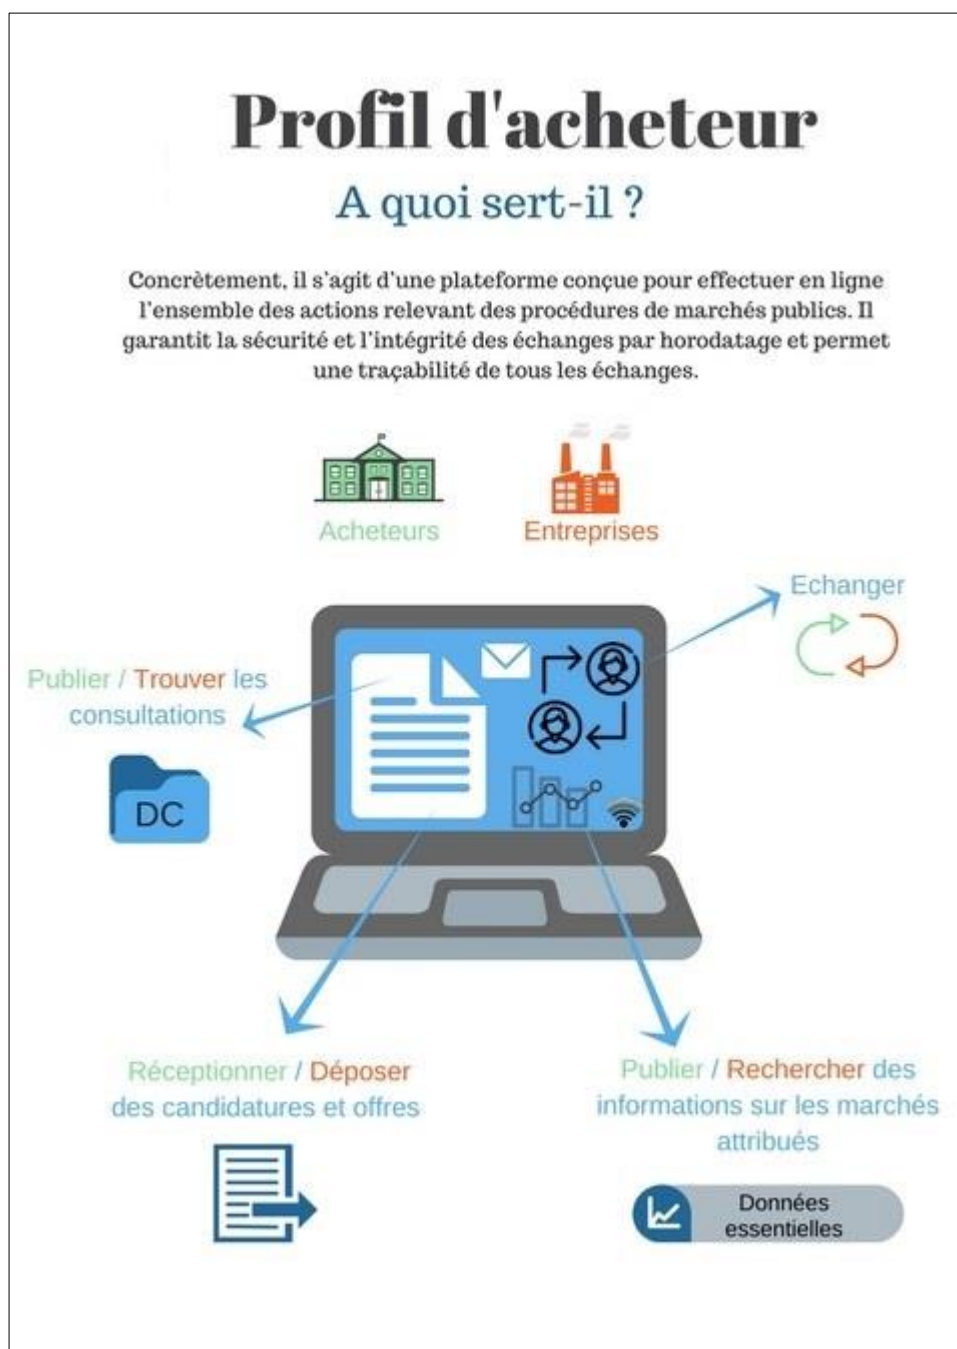 Profil d'acheteur
A quoi sert-il ?
Concrètement, il s'agit d'une plateforme conçue pour effectuer en ligne
l'ensemble des actions relevant des procédures de marchés publics. Il
garantit la sécurité et l'intégrité des échanges par horodatage et permet
une traçabilité de tous les échanges.
Acheteurs
Entreprises
Echanger
Publier / Trouver les
consultations
DC
Réceptionner / Déposer
des candidatures et offres
Publier / Rechercher des
informations sur les marchés
attribués
Données
essentielles